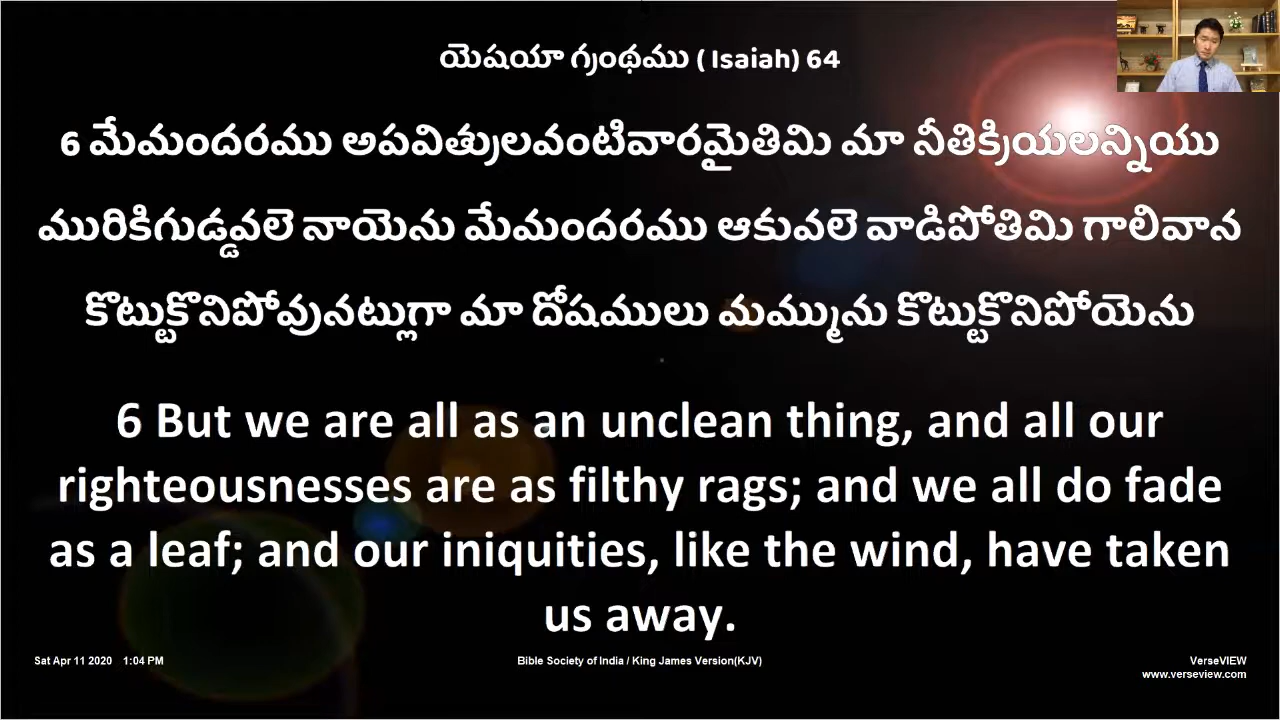 యెషయా గ్రంథము ( Isaiah) 64
6 మేమందరము అపవిత్రులవంటివారమైతిమి మా నీతిక్రియలన్నియు
మురికిగుడ్డవలె నాయెను మేమందరము ఆకువలె వాడిపోతిమి గాలివాన
కొట్టుకొనిపోవునట్లుగా మా దోషములు మమ్మును కొట్టుకొనిపోయెను
6 But we are all as an unclean thing, and all our
righteousnesses are as filthy rags; and we all do fade
as a leaf; and our iniquities, like the wind, have taken
us away.
Sat Apr 11 2020 1:04 PM
Bible Society of India / King James Version(KJV)
VerseVIEW
www.verseview.com